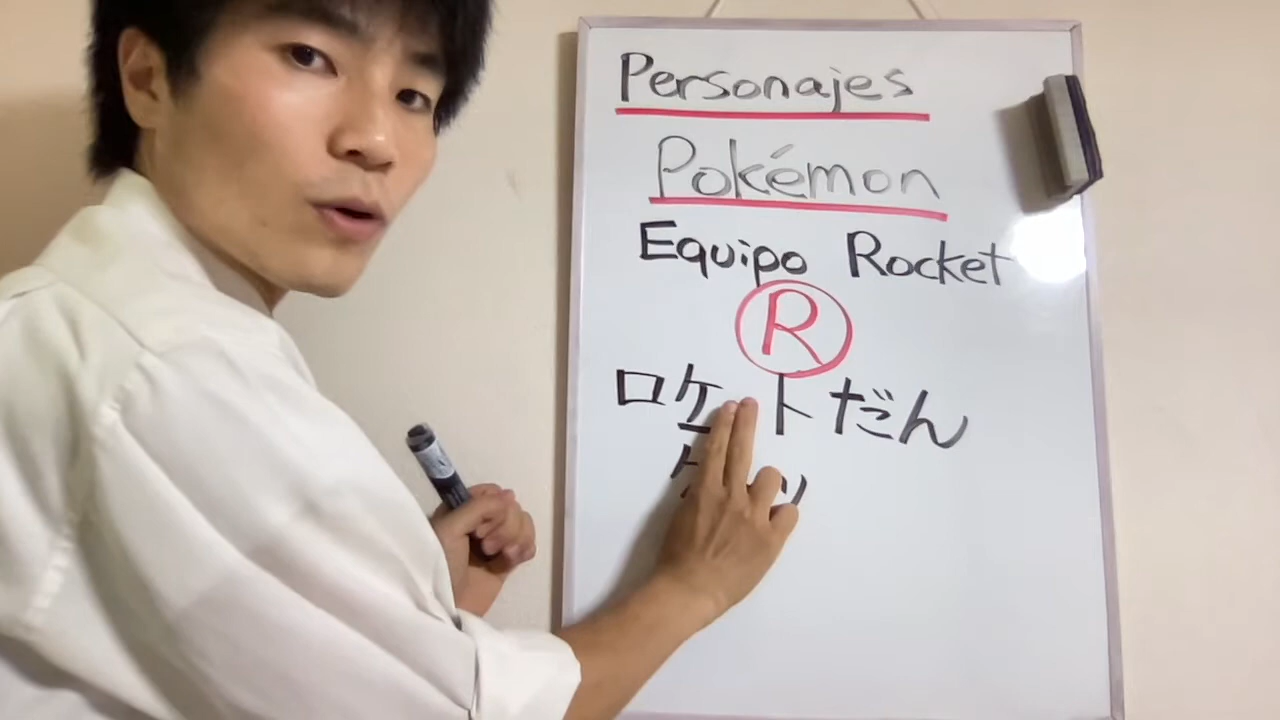 Personajes
Pokémon
Equipo Rocket
R
ロケ トだん